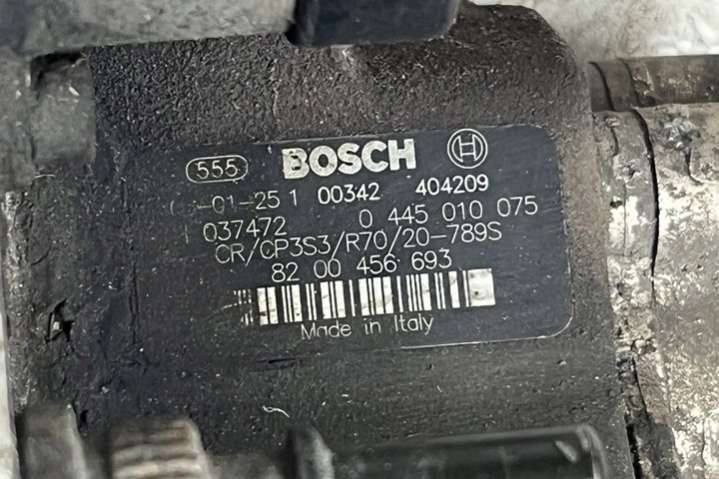 555 BOSCH
-01-25 1 00342 404209
037472 0 445 010 075
CR/CP3S3/R70/20-789S
82 00 456 693
Made in Italy